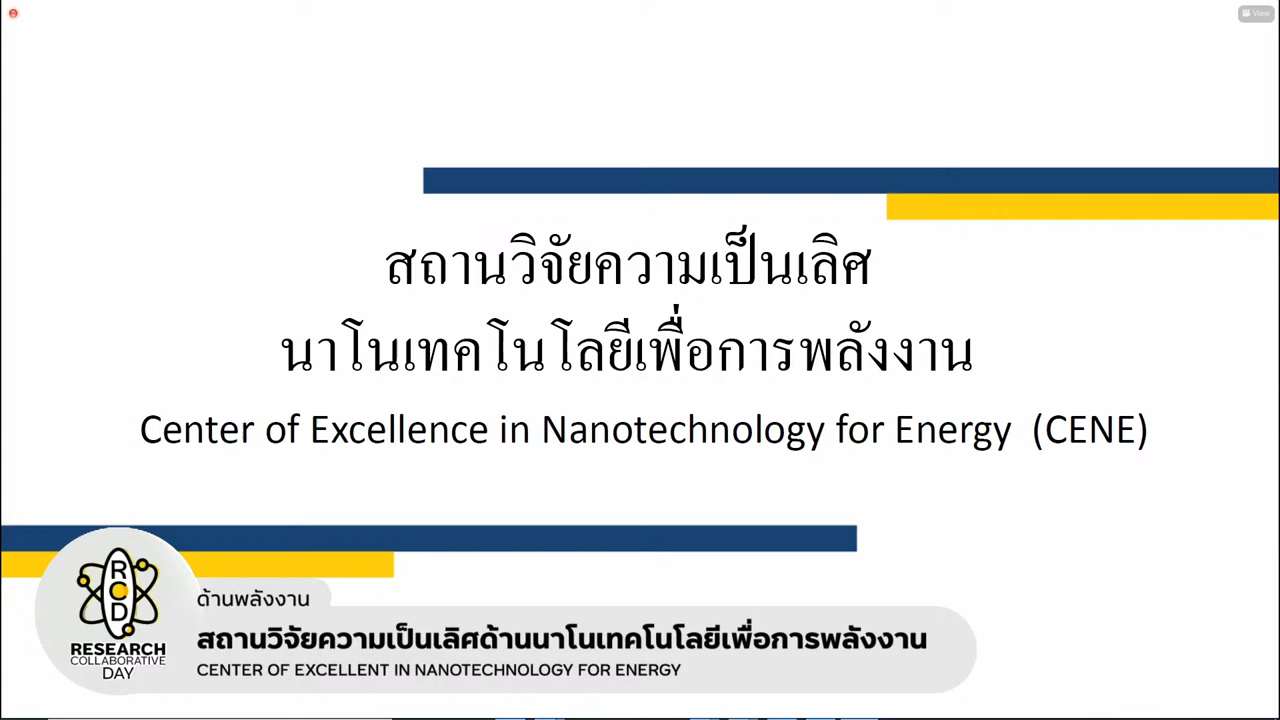 View
สถานวิจัยความเป็นเลิศ
นาโนเทคโนโลยีเพื่อการพลังงาน
Center of Excellence in Nanotechnology for Energy (CENE)
RCD
RESEARCH
COLLABORATIVE
DAY
ด้านพลังงาน
สถานวิจัยความเป็นเลิศด้านนาโนเทคโนโลยีเพื่อการพลังงาน
CENTER OF EXCELLENT IN NANOTECHNOLOGY FOR ENERGY